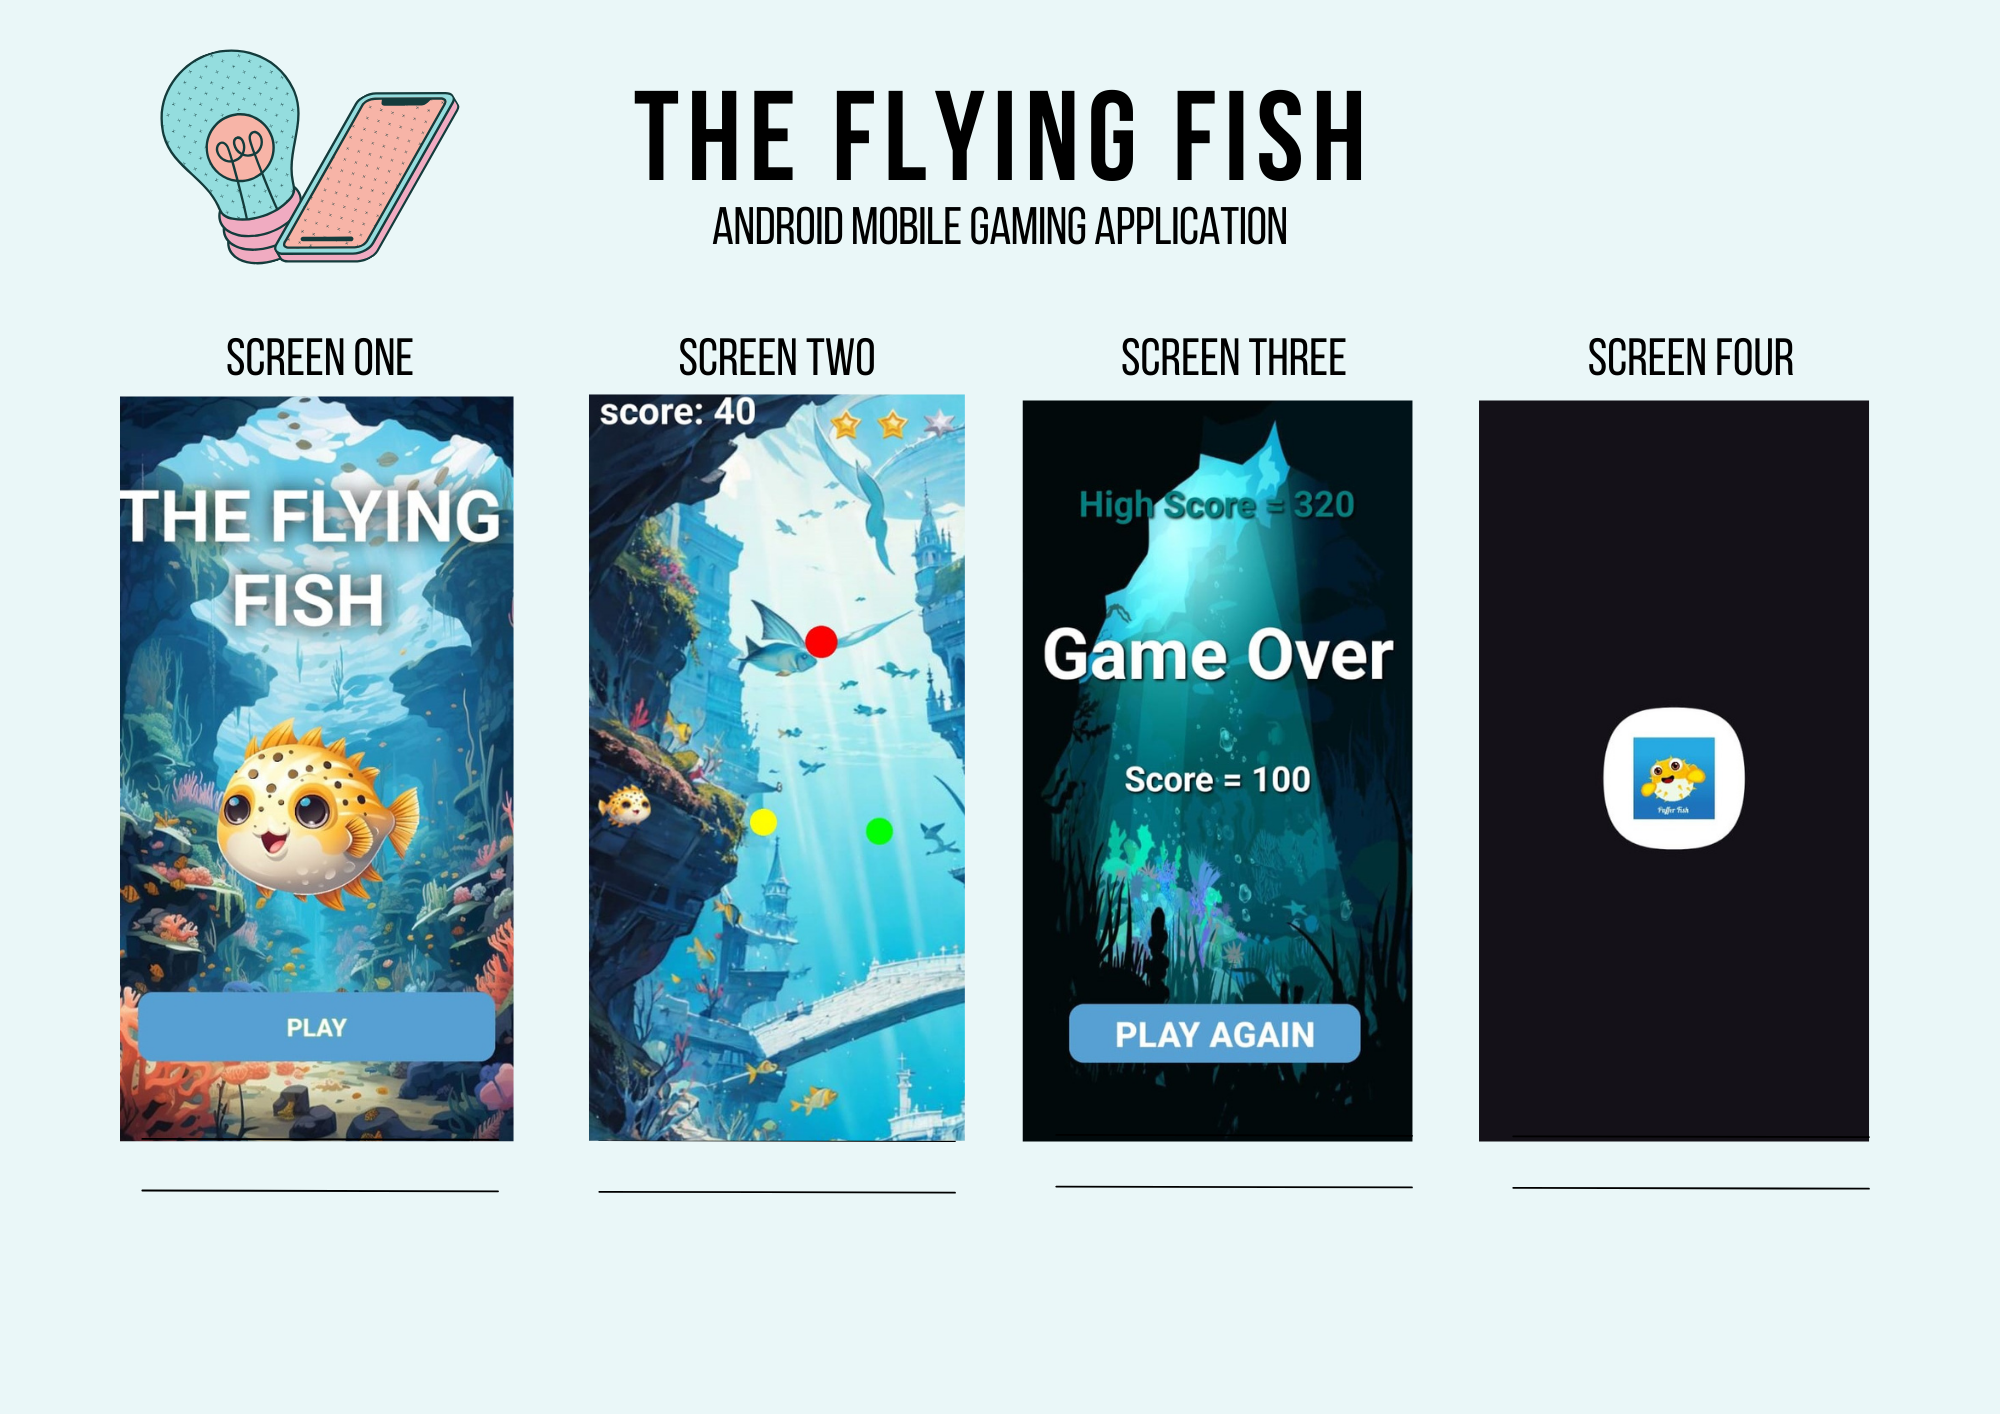 THE FLYING FISH
ANDROID MOBILE GAMING APPLICATION
SCREEN ONE
THE FLYING
FISH
PLAY
SCREEN TWO
score: 40
SCREEN THREE
High Score = 320
Game Over
Score = 100
PLAY AGAIN
SCREEN FOUR
Puffer Fish